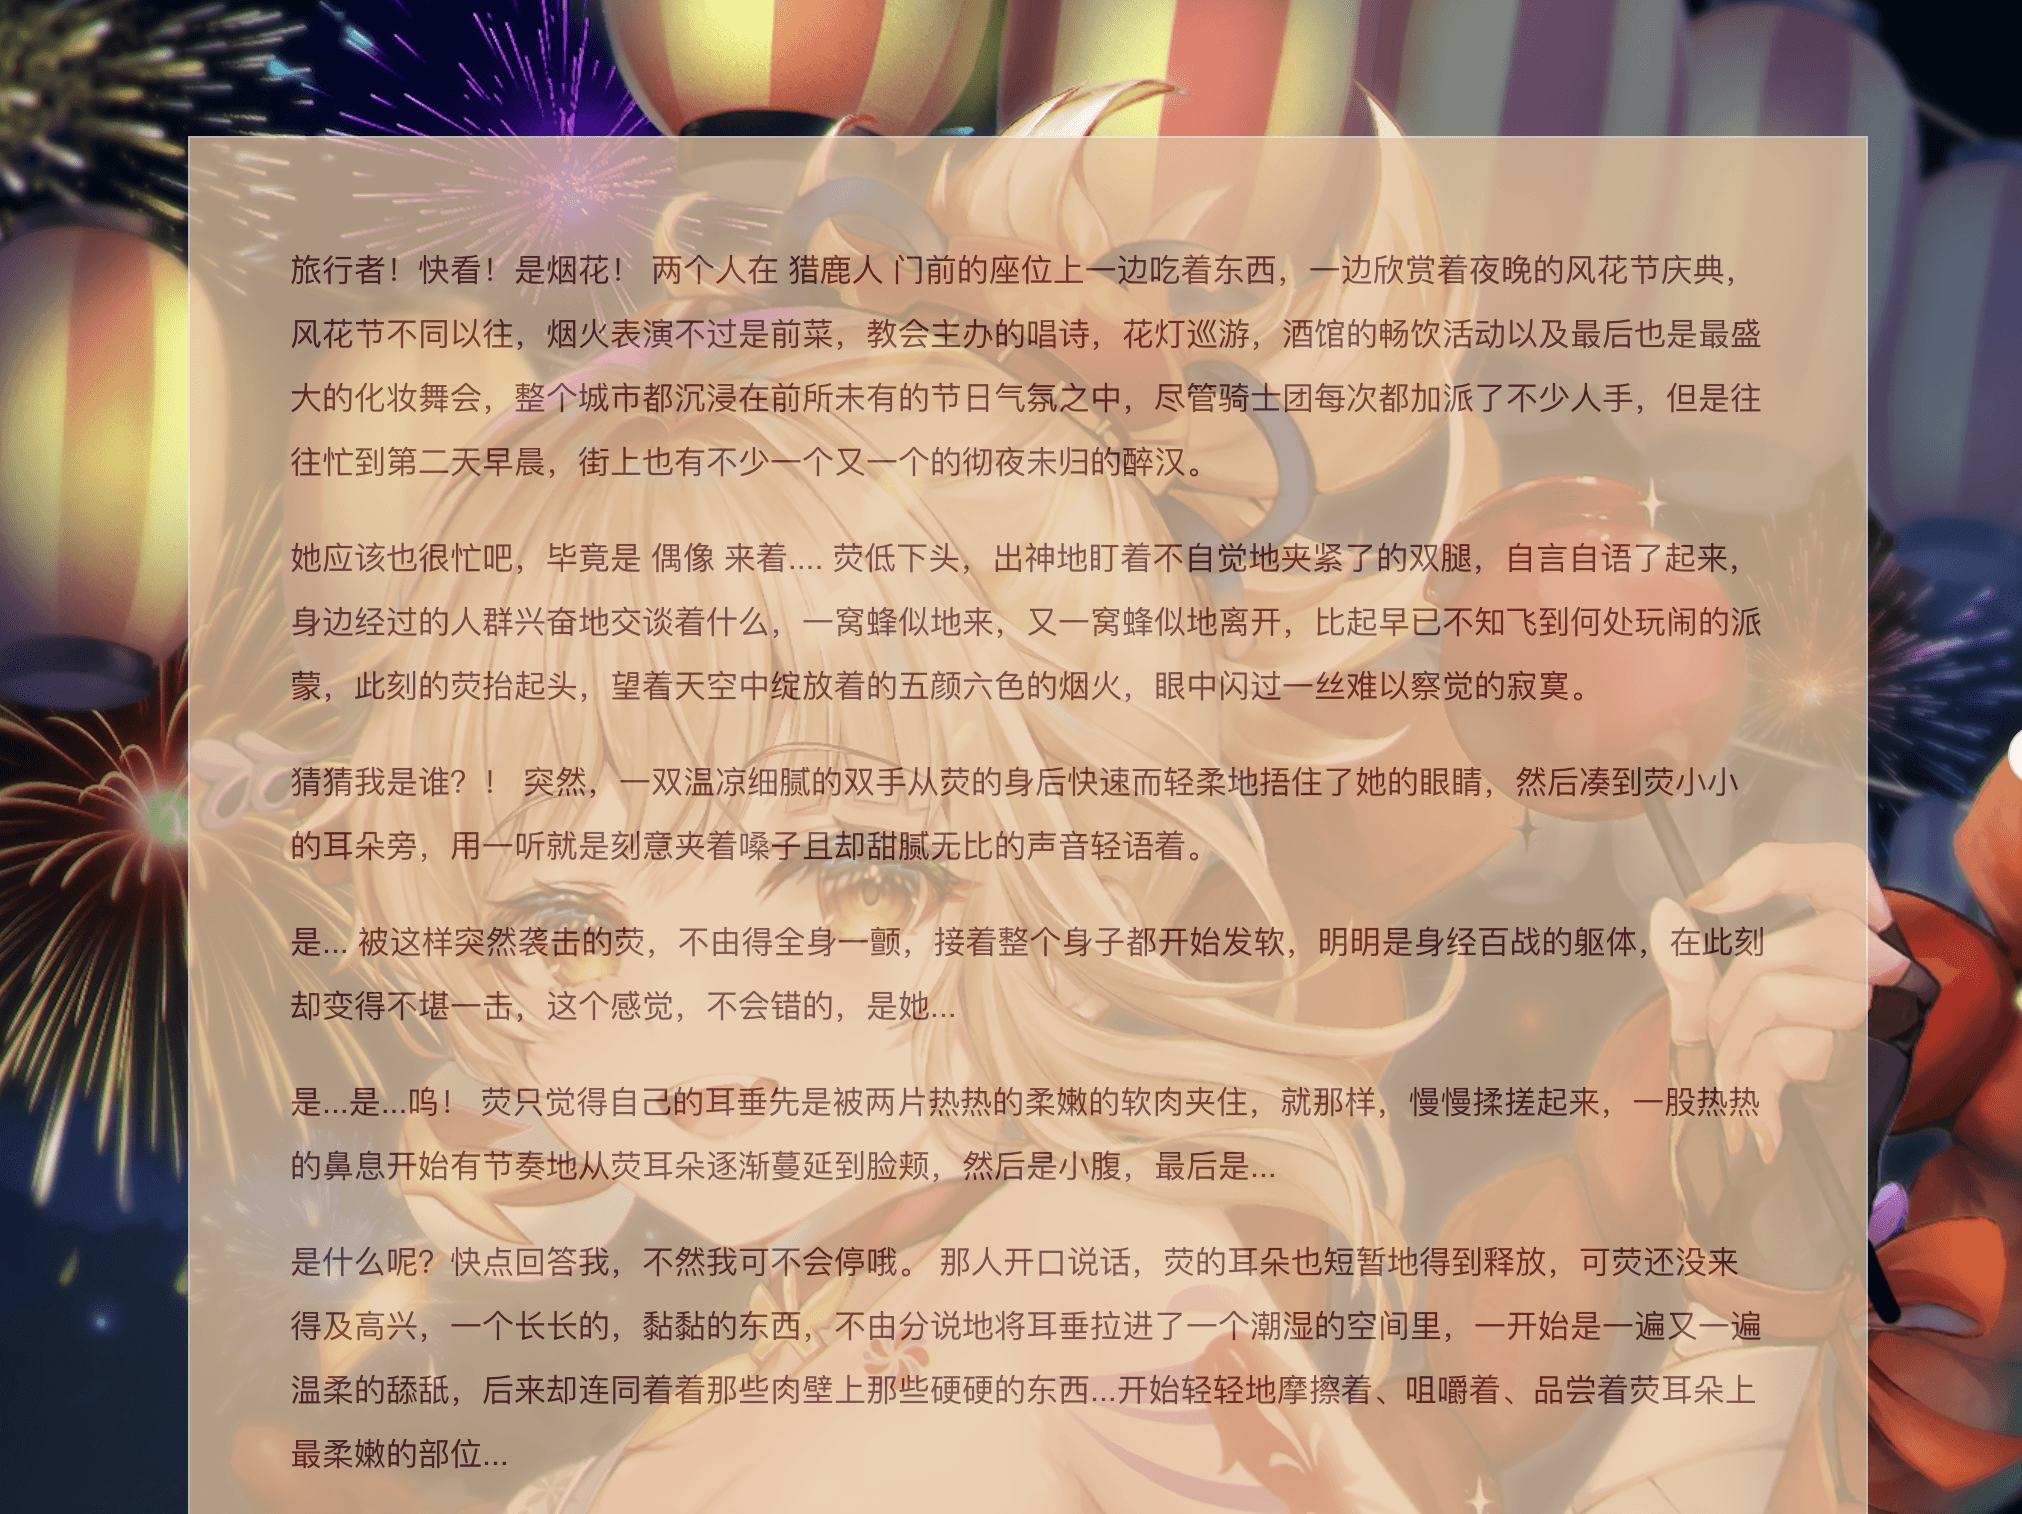 旅行者！快看！是烟花！ 两个人在 猎鹿人 门前的座位上一边吃着东西，一边欣赏着夜晚的风花节庆典，
风花节不同以往，烟火表演不过是前菜，教会主办的唱诗，花灯巡游，酒馆的畅饮活动以及最后也是最盛
大的化妆舞会，整个城市都沉浸在前所未有的节日气氛之中，尽管骑士团每次都加派了不少人手，但是往
往忙到第二天早晨，街上也有不少一个又一个的彻夜未归的醉汉。
她应该也很忙吧，毕竟是 偶像 来着.... 荧低下头，出神地盯着不自觉地夹紧了的双腿，自言自语了起来，
身边经过的人群兴奋地交谈着什么，一窝蜂似地来，又一窝蜂似地离开，比起早已不知飞到何处玩闹的派
蒙，此刻的荧抬起头，望着天空中绽放着的五颜六色的烟火，眼中闪过一丝难以察觉的寂寞。
猜猜我是谁？！ 突然，一双温凉细腻的双手从荧的身后快速而轻柔地捂住了她的眼睛，然后凑到荧小小
的耳朵旁，用一听就是刻意夹着嗓子且却甜腻无比的声音轻语着。
是... 被这样突然袭击的荧，不由得全身一颤，接着整个身子都开始发软，明明是身经百战的躯体，在此刻
却变得不堪一击，这个感觉，不会错的，是她...
是...是...呜！ 荧只觉得自己的耳垂先是被两片热热的柔嫩的软肉夹住，就那样， 慢慢揉搓起来，一股热热
的鼻息开始有节奏地从荧耳朵逐渐蔓延到脸颊，然后是小腹，最后是...
是什么呢？快点回答我，不然我可不会停哦。 那人开口说话，荧的耳朵也短暂地得到释放，可荧还没来
得及高兴，一个长长的，黏黏的东西，不由分说地将耳垂拉进了一个潮湿的空间里，一开始是一遍又一遍
温柔的舔舐，后来却连同着着那些肉壁上那些硬硬的东西...开始轻轻地摩擦着、咀嚼着、品尝着荧耳朵上
最柔嫩的部位...